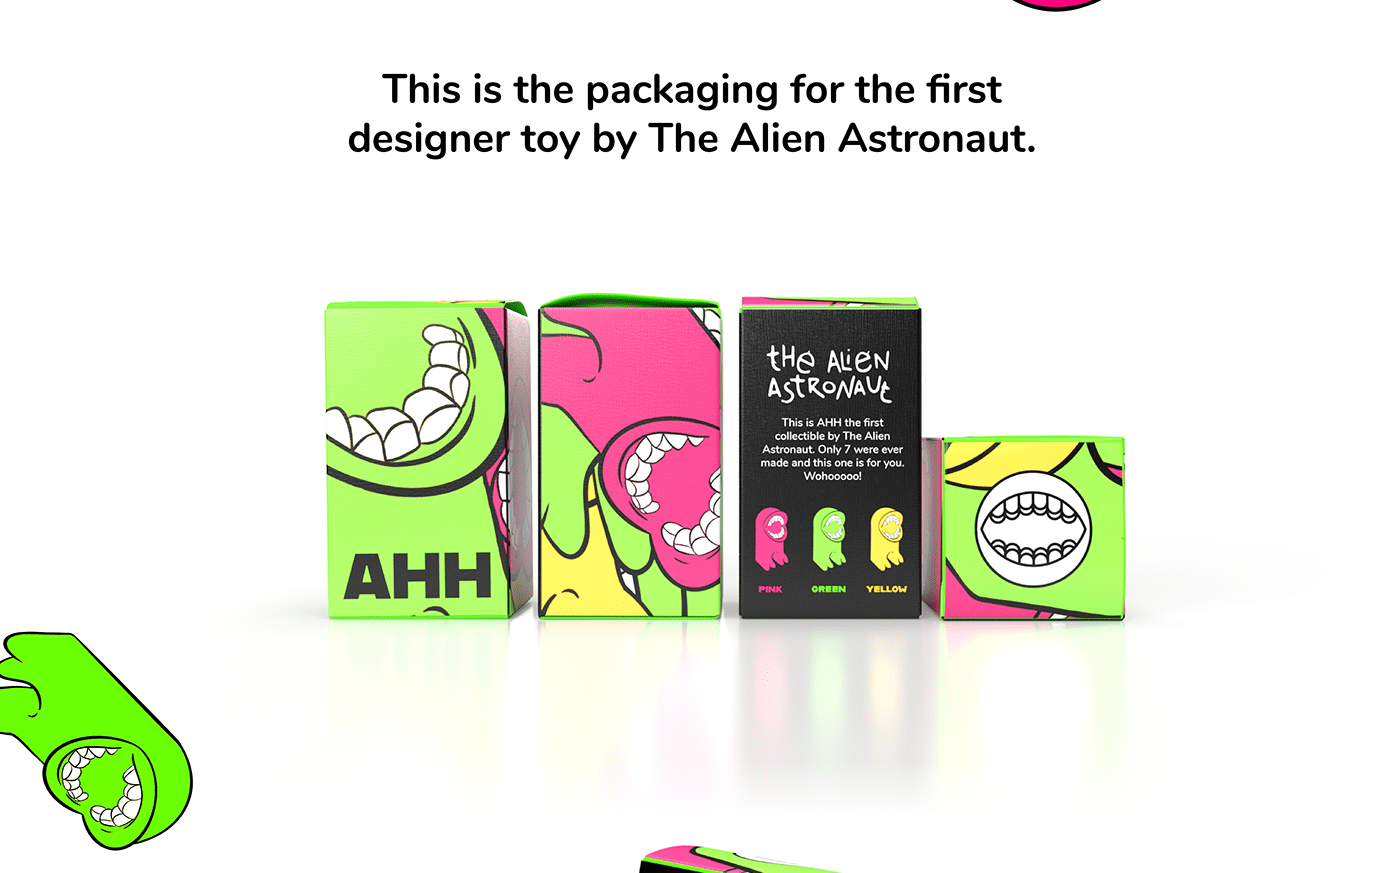 This is the packaging for the first
designer toy by The Alien Astronaut.
AHH
the Alien
Astronaut
This is AHH the first
collectible by The Alien
Astronaut. Only 7 were ever
made and this one is for you.
Wohooooo!
PINK GREEN YELLOW